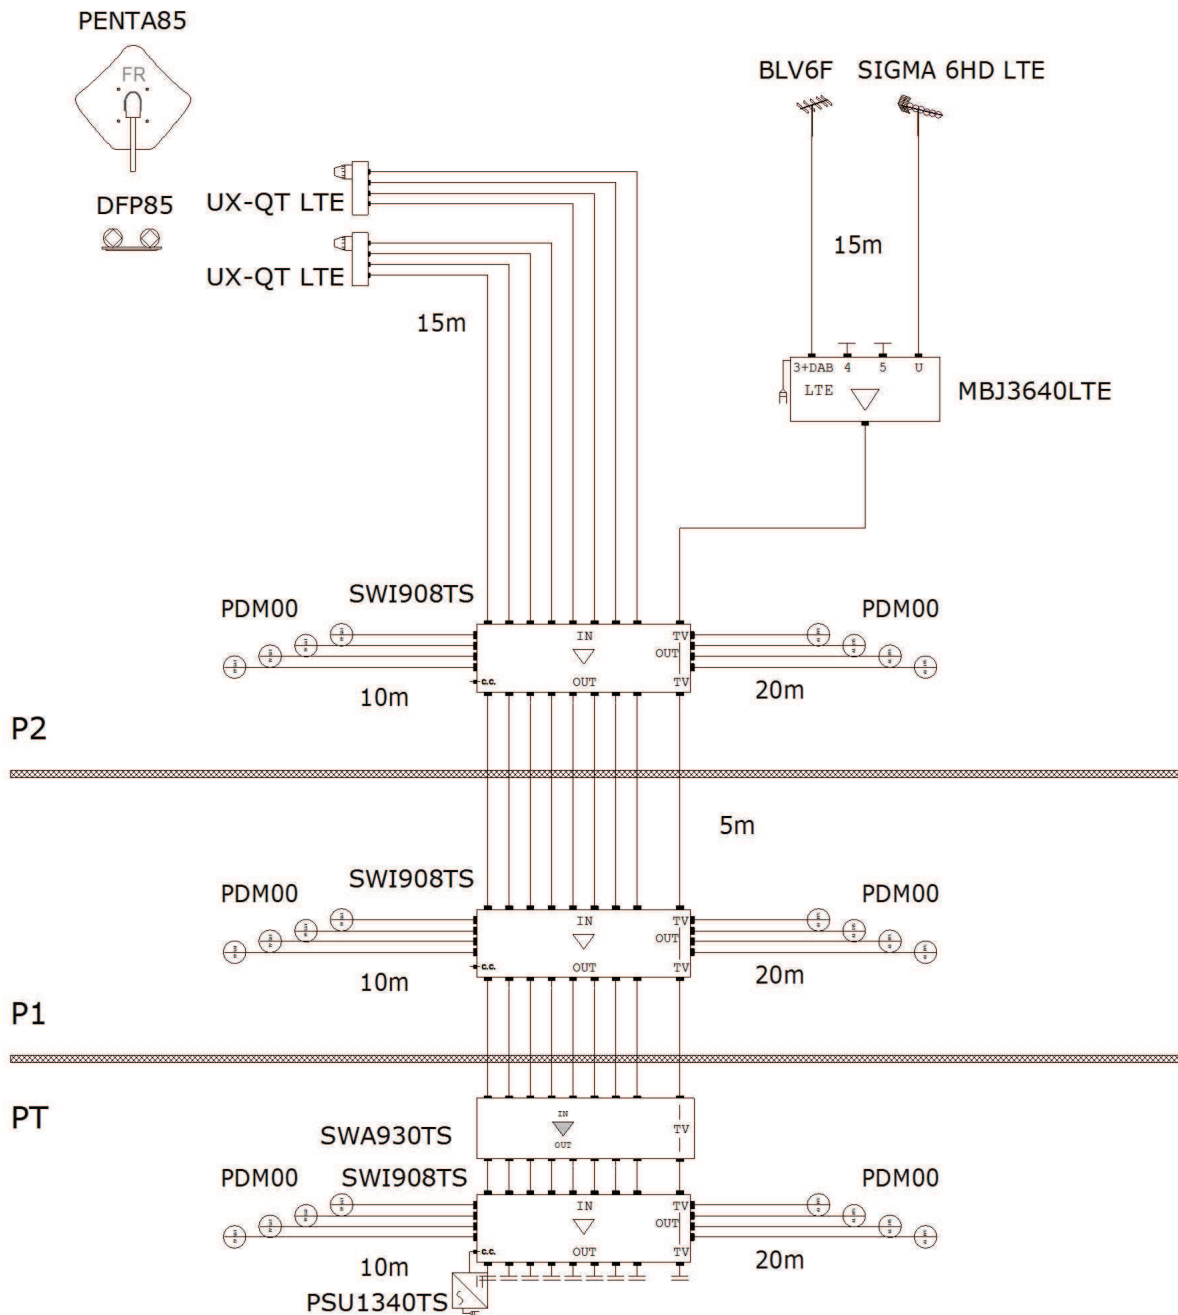 PENTA85
FR
DFP85
BLV6F SIGMA 6HD LTE
UX-QT LTE
UX-QT LTE
15m
15m
3+DAB 4 5 U
LTE
MBJ3640LTE
SWI908TS
PDM00
PDM00
IN TV
OUT
c.c. OUT TV
10m
20m
P2
5m
SWI908TS
PDM00
PDM00
IN TV
OUT
c.c. OUT TV
10m
20m
P1
PT
IN
OUT
TV
SWA930TS
SWI908TS
PDM00
PDM00
IN TV
OUT
c.c. OUT TV
10m
20m
PSU1340TS